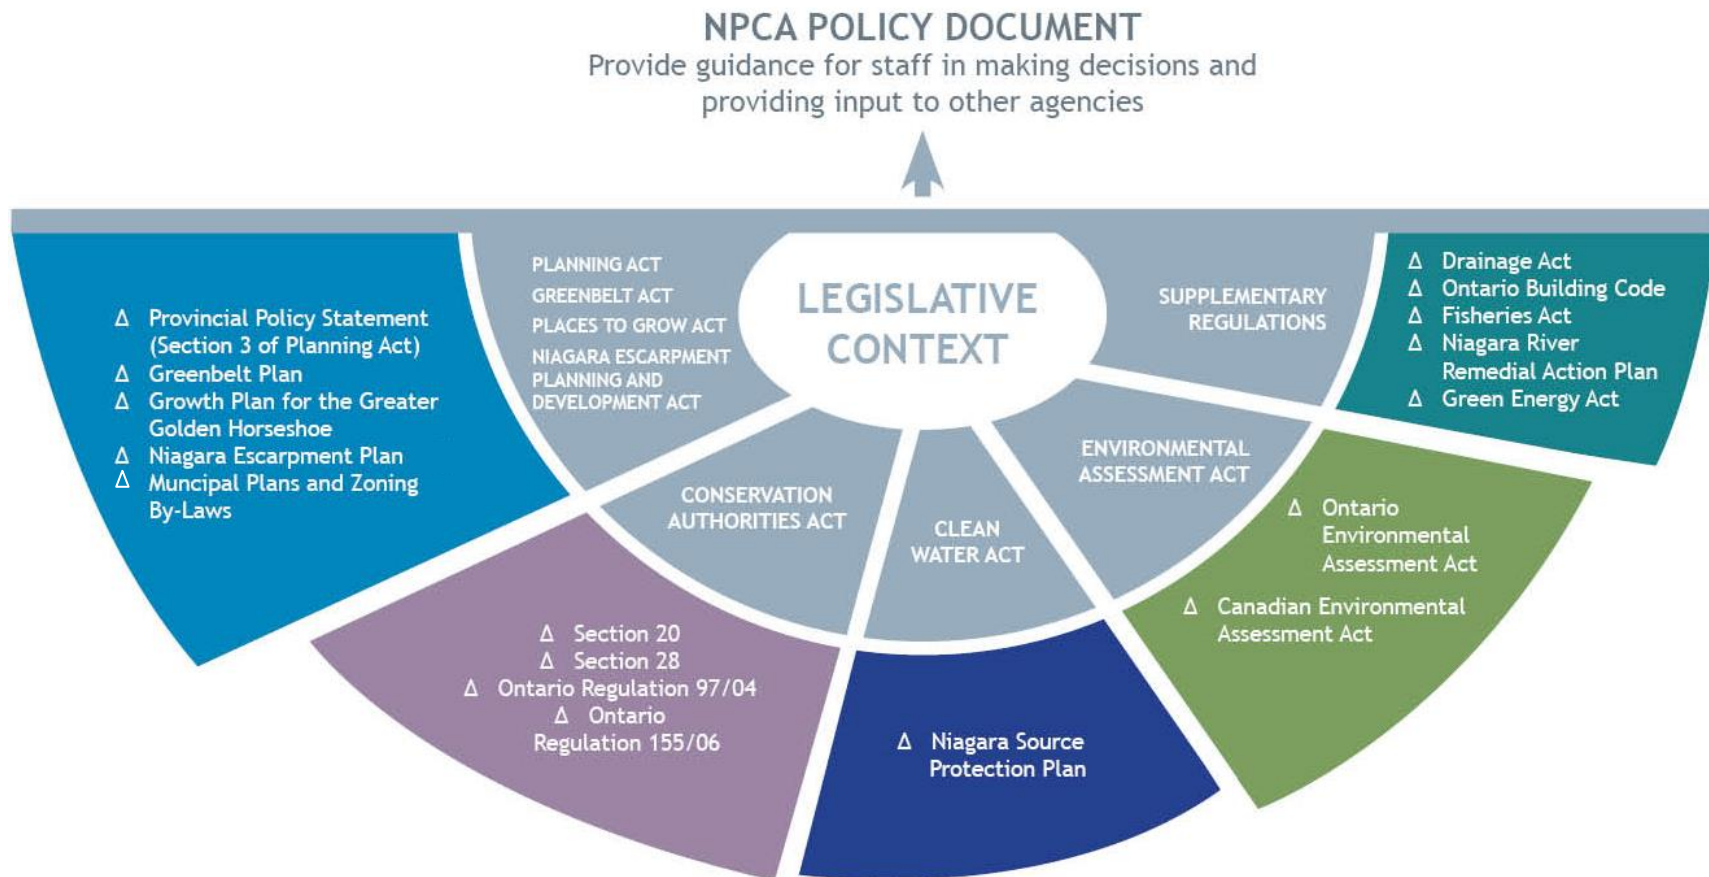 NPCA POLICY DOCUMENT
Provide guidance for staff in making decisions and
providing input to other agencies
LEGISLATIVE
CONTEXT
PLANNING ACT
GREENBELT ACT
PLACES TO GROW ACT
NIAGARA ESCARPMENT
PLANNING AND
DEVELOPMENT ACT
Δ Provincial Policy Statement
(Section 3 of Planning Act)
Δ Greenbelt Plan
Δ Growth Plan for the Greater
Golden Horseshoe
Δ Niagara Escarpment Plan
Δ Muncipal Plans and Zoning
By-Laws
CONSERVATION
AUTHORITIES ACT
Δ Section 20
Δ Section 28
Δ Ontario Regulation 97/04
Δ Ontario
Regulation 155/06
CLEAN
WATER ACT
Δ Niagara Source
Protection Plan
ENVIRONMENTAL
ASSESSMENT ACT
Δ Ontario
Environmental
Assessment Act
Δ Canadian Environmental
Assessment Act
SUPPLEMENTARY
REGULATIONS
Δ Drainage Act
Δ Ontario Building Code
Δ Fisheries Act
Δ Niagara River
Remedial Action Plan
Δ Green Energy Act